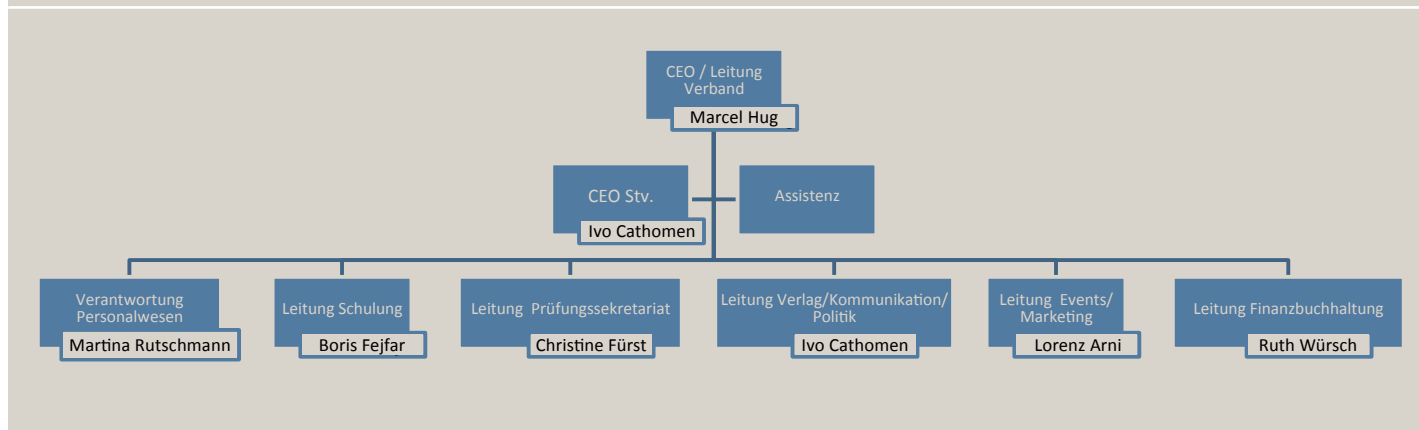 CEO / Leitung
Verband
Marcel Hug
CEO Stv.
Ivo Cathomen
Assistenz
Verantwortung
Personalwesen
Martina Rutschmann
Leitung Schulung
Boris Fejfar
Leitung Prüfungssekretariat
Christine Fürst
Leitung Verlag/Kommunikation/
Politik
Ivo Cathomen
Leitung Events/
Marketing
Lorenz Arni
Leitung Finanzbuchhaltung
Ruth Würsch